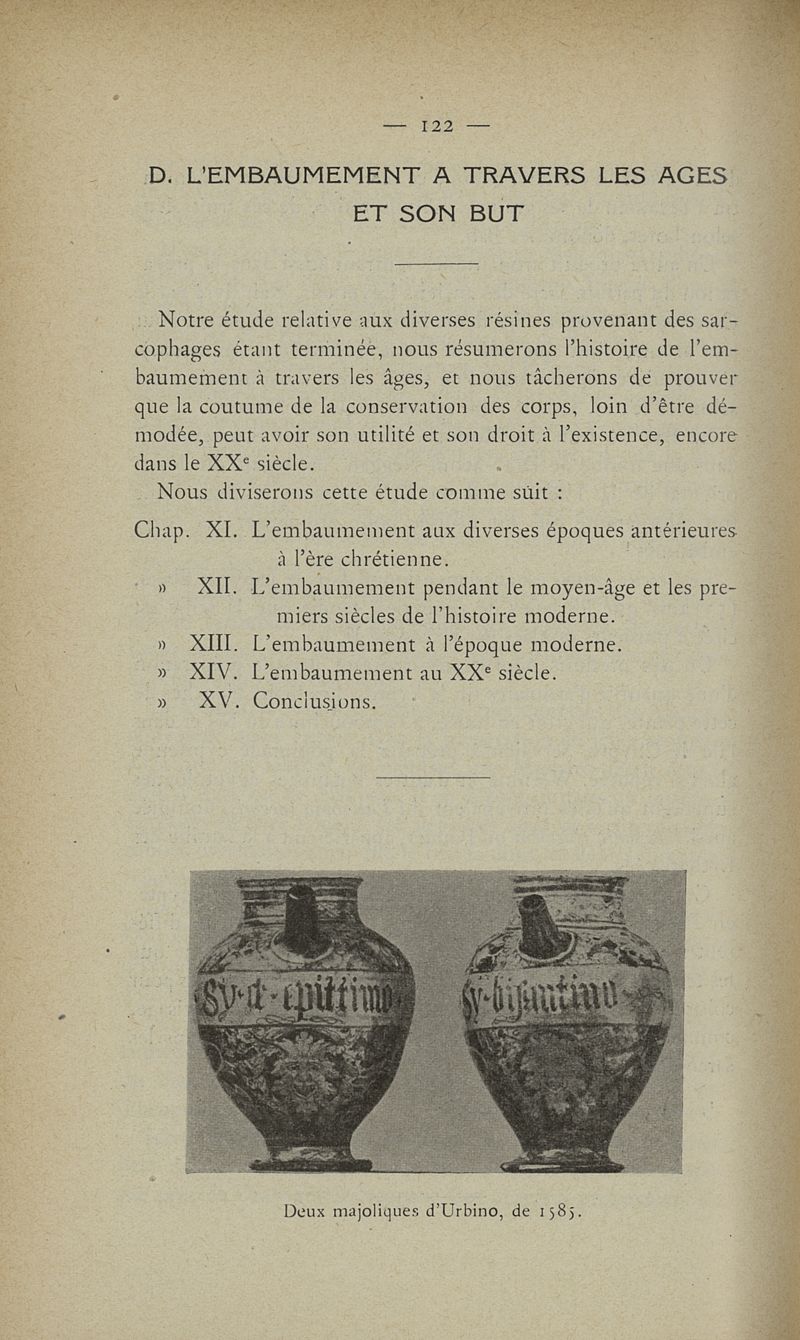 — 122 —
D. L'EMBAUMEMENT A TRAVERS LES AGES
ET SON BUT
Notre étude relative aux diverses résines provenant des sar-
cophages étant terminée, nous résumerons l'histoire de l'em-
baumement à travers les âges, et nous tâcherons de prouver
que la coutume de la conservation des corps, loin d'être dé-
modée, peut avoir son utilité et son droit à l'existence, encore
dans le XXe siècle.
Nous diviserons cette étude comme suit :
Chap. XI. L'embaumement aux diverses époques antérieures
à l'ère chrétienne.
» XII. L'embaumement pendant le moyen-âge et les pre-
miers siècles de l'histoire moderne.
» XIII. L'embaumement à l'époque moderne.
» XIV. L'embaumement au XXe siècle.
» XV. Conclusions.
Deux majoliques d'Urbino, de 1585.